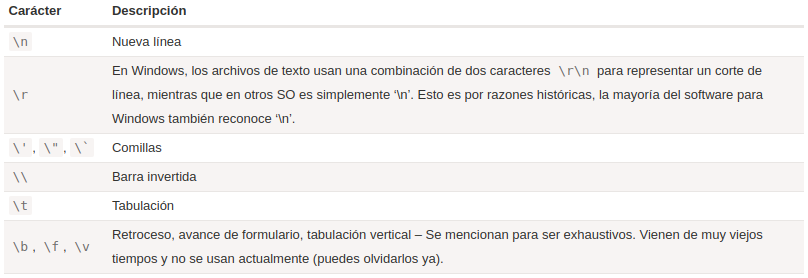 Carácter Descripción
\n Nueva línea
En Windows, los archivos de texto usan una combinación de dos caracteres \r\n para representar un corte de
\r línea, mientras que en otros SO es simplemente ‘\n’. Esto es por razones históricas, la mayoría del software para
Windows también reconoce ‘\n’.
\', \", \` Comillas
\\ Barra invertida
\t Tabulación
\b, \f, \v Retroceso, avance de formulario, tabulación vertical – Se mencionan para ser exhaustivos. Vienen de muy viejos
tiempos y no se usan actualmente (puedes olvidarlos ya).